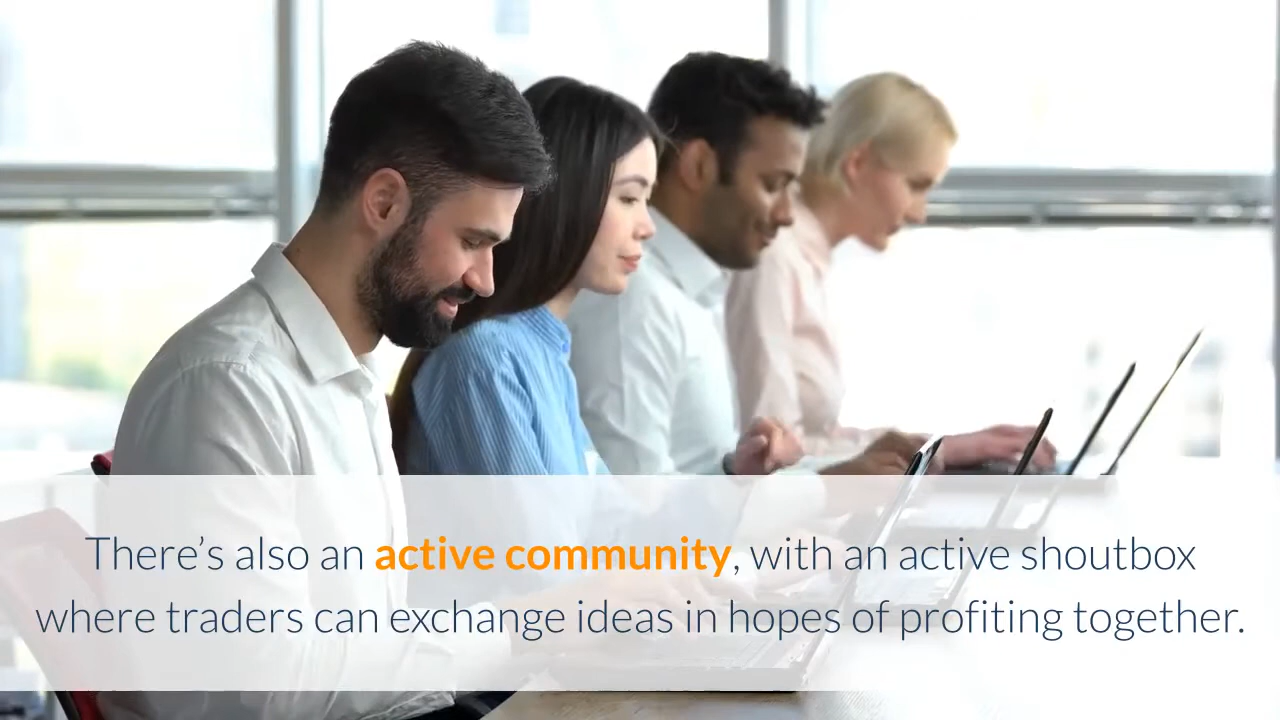 There’s also an active community, with an active shoutbox
where traders can exchange ideas in hopes of profiting together.